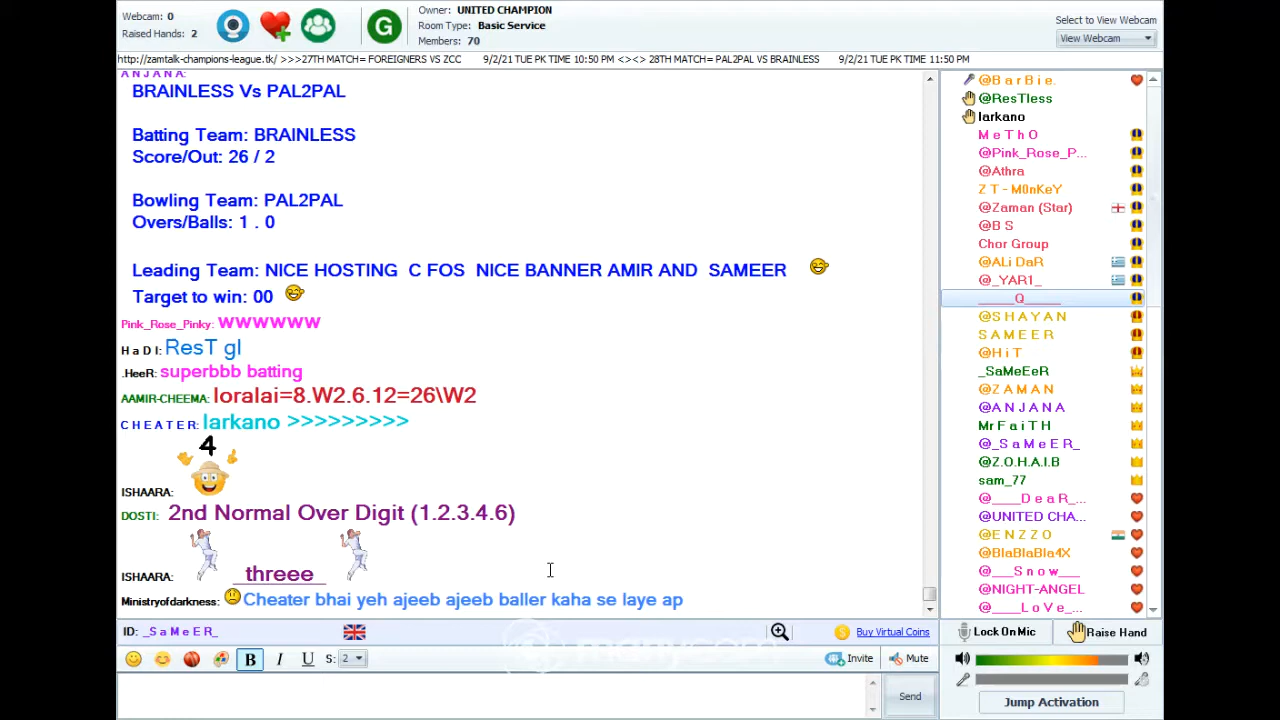 Webcam: 0
Raised Hands: 2
G
Owner: UNITED CHAMPION
Room Type: Basic Service
Members: 70
Select to View Webcam
View Webcam
http://zamtalk-champions-league.tk/ >>>27TH MATCH= FOREIGNERS VS ZCC 9/2/21 TUE PK TIME 10:50 PM <><> 28TH MATCH= PAL2PAL VS BRAINLESS 9/2/21 TUE PK TIME 11:50 PM
A N J A N A:
BRAINLESS Vs PAL2PAL
Batting Team: BRAINLESS
Score/Out: 26 / 2
Bowling Team: PAL2PAL
Overs/Balls: 1 . 0
Leading Team: NICE HOSTING C FOS NICE BANNER AMIR AND SAMEER
Target to win: 00
Pink_Rose_Pinky: wwwwww
H a D I: ResT gl
.HeeR: superbbb batting
AAMIR-CHEEMA: loralai=8.W2.6.12=26\W2
C H E A T E R: larkano >>>>>>>>>
4
ISHAARA:
DOSTI: 2nd Normal Over Digit (1.2.3.4.6)
ISHAARA: threee
Ministryofdarkness: Cheater bhai yeh ajeeb ajeeb baller kaha se laye ap
@B a r B i e.
@ResTless
larkano
M e T h O
@Pink_Rose_P...
@Athra
Z T - M0nKeY
@Zaman (Star)
@B S
Chor Group
@ALi DaR
@_YAR1_
_____Q_____
@S H A Y A N
S A M E E R
@H i T
_SaMeEeR
@Z A M A N
@A N J A N A
Mr F a i T H
@_S a M e E R_
@Z.O.H.A.I.B
sam_77
@____D e a R_...
@UNITED CHA...
@E N Z Z O
@BlaBlaBla4X
@___S n o w___
@NIGHT-ANGEL
@____L o V e_...
ID: _S a M e E R_
Buy Virtual Coins
Lock On Mic
Raise Hand
B I U S: 2
Invite
Mute
Send
Jump Activation